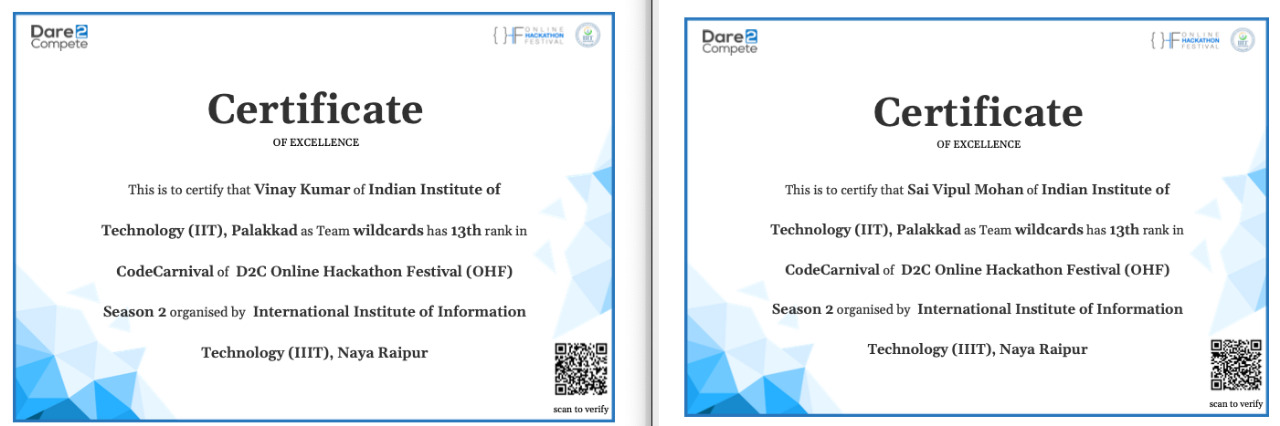 Dare2
Compete
{ }HF ONLINE
HACKATHON
FESTIVAL
Certificate
OF EXCELLENCE
This is to certify that Vinay Kumar of Indian Institute of
Technology (IIT), Palakkad as Team wildcards has 13th rank in
CodeCarnival of D2C Online Hackathon Festival (OHF)
Season 2 organised by International Institute of Information
Technology (IIIT), Naya Raipur
scan to verify
Dare2
Compete
{ }HF ONLINE
HACKATHON
FESTIVAL
Certificate
OF EXCELLENCE
This is to certify that Sai Vipul Mohan of Indian Institute of
Technology (IIT), Palakkad as Team wildcards has 13th rank in
CodeCarnival of D2C Online Hackathon Festival (OHF)
Season 2 organised by International Institute of Information
Technology (IIIT), Naya Raipur
scan to verify